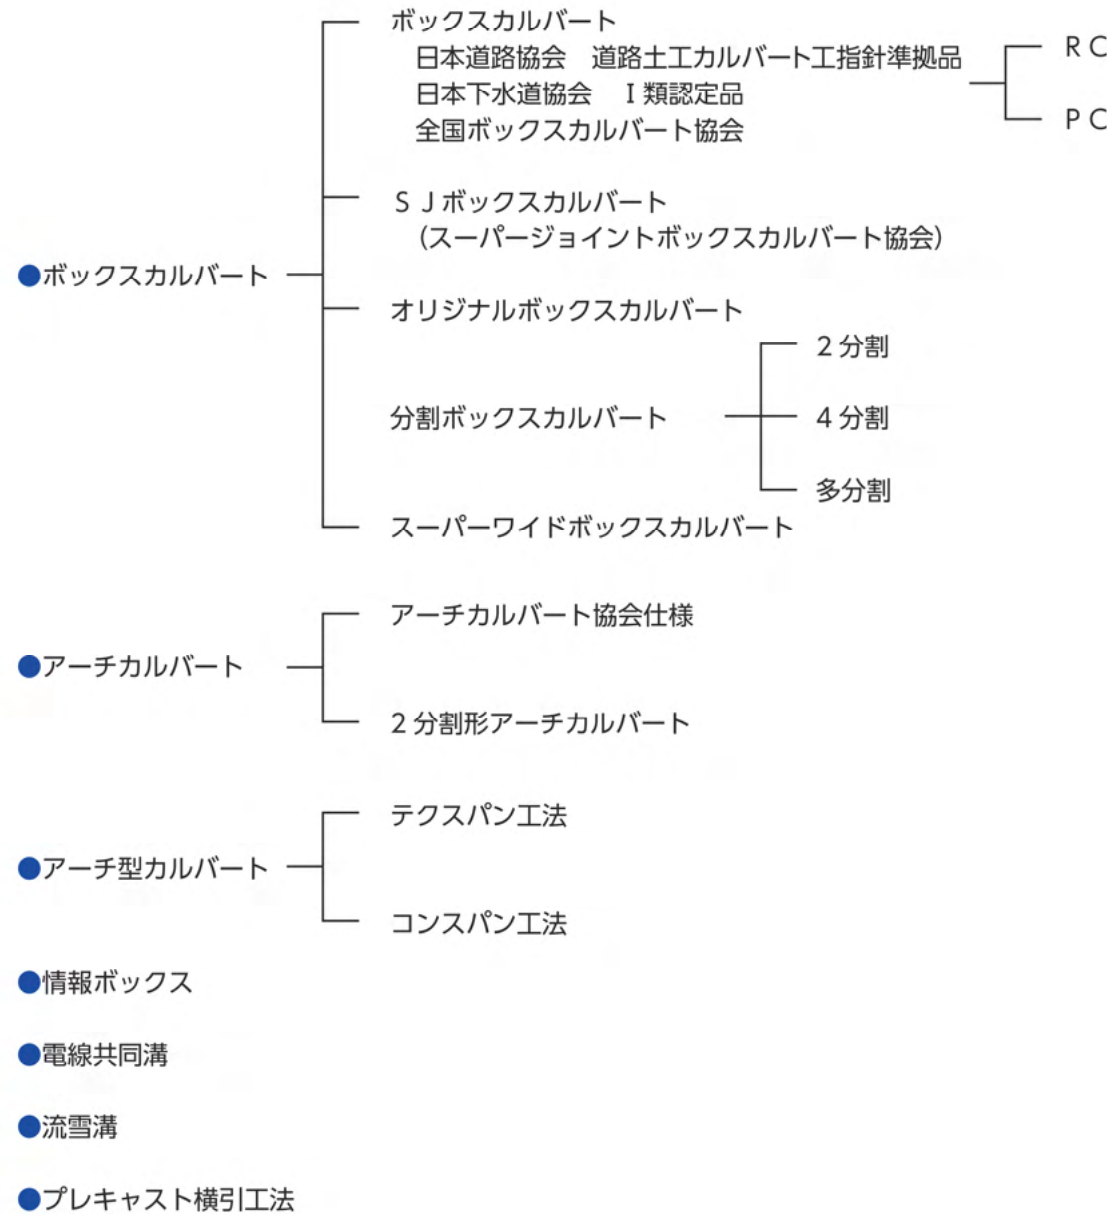 ボックスカルバート
日本道路協会　道路土工カルバート工指針準拠品
日本下水道協会　Ⅰ類認定品
全国ボックスカルバート協会
ＲＣ
ＰＣ
ＳＪボックスカルバート
（スーパージョイントボックスカルバート協会）
●ボックスカルバート
オリジナルボックスカルバート
分割ボックスカルバート
２分割
４分割
多分割
スーパーワイドボックスカルバート
●アーチカルバート
アーチカルバート協会仕様
２分割形アーチカルバート
●アーチ型カルバート
テクスパン工法
コンスパン工法
●情報ボックス
●電線共同溝
●流雪溝
●プレキャスト横引工法